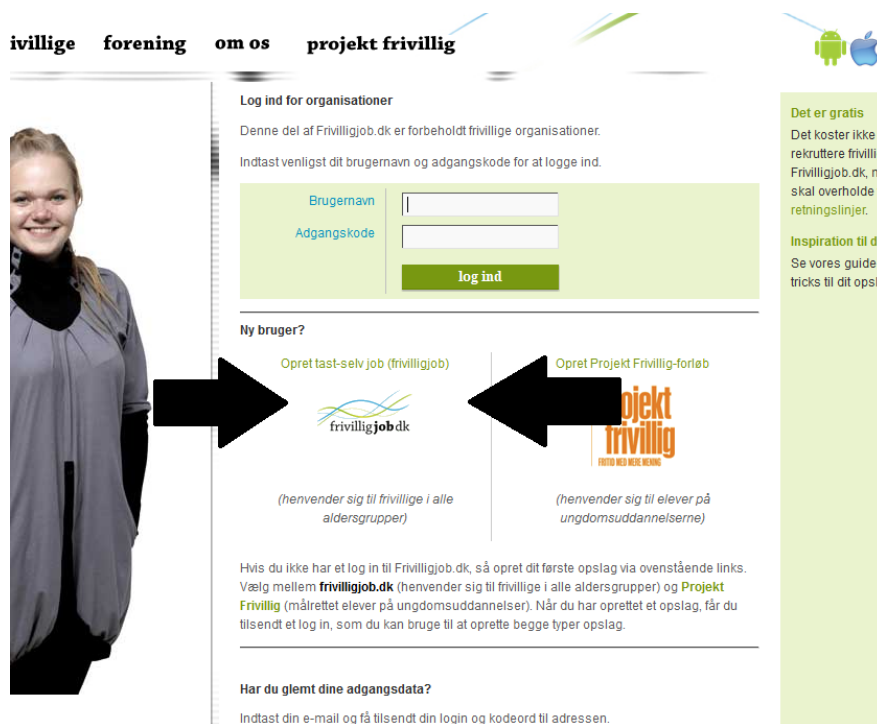 ivillige forening om os projekt frivillig
Log ind for organisationer
Denne del af Frivilligjob.dk er forbeholdt frivillige organisationer.
Indtast venligst dit brugernavn og adgangskode for at logge ind.
Brugernavn
Adgangskode
log ind
Ny bruger?
Opret tast-selv job (frivilligjob)
frivilligjobdk
(henvender sig til frivillige i alle
aldersgrupper)
Opret Projekt Frivillig-forløb
ojekt
frivillig
FRITID MED MERE MENING
(henvender sig til elever på
ungdomsuddannelserne)
Hvis du ikke har et log in til Frivilligjob.dk, så opret dit første opslag via ovenstående links.
Vælg mellem frivilligjob.dk (henvender sig til frivillige i alle aldersgrupper) og Projekt
Frivillig (målrettet elever på ungdomsuddannelser). Når du har oprettet et opslag, får du
tilsendt et log in, som du kan bruge til at oprette begge typer opslag.
Har du glemt dine adgangsdata?
Indtast din e-mail og få tilsendt din login og kodeord til adressen.
Det er gratis
Det koster ikke
rekruttere frivilli
Frivilligjob.dk, n
skal overholde
retningslinjer.
Inspiration til d
Se vores guide
tricks til dit ops